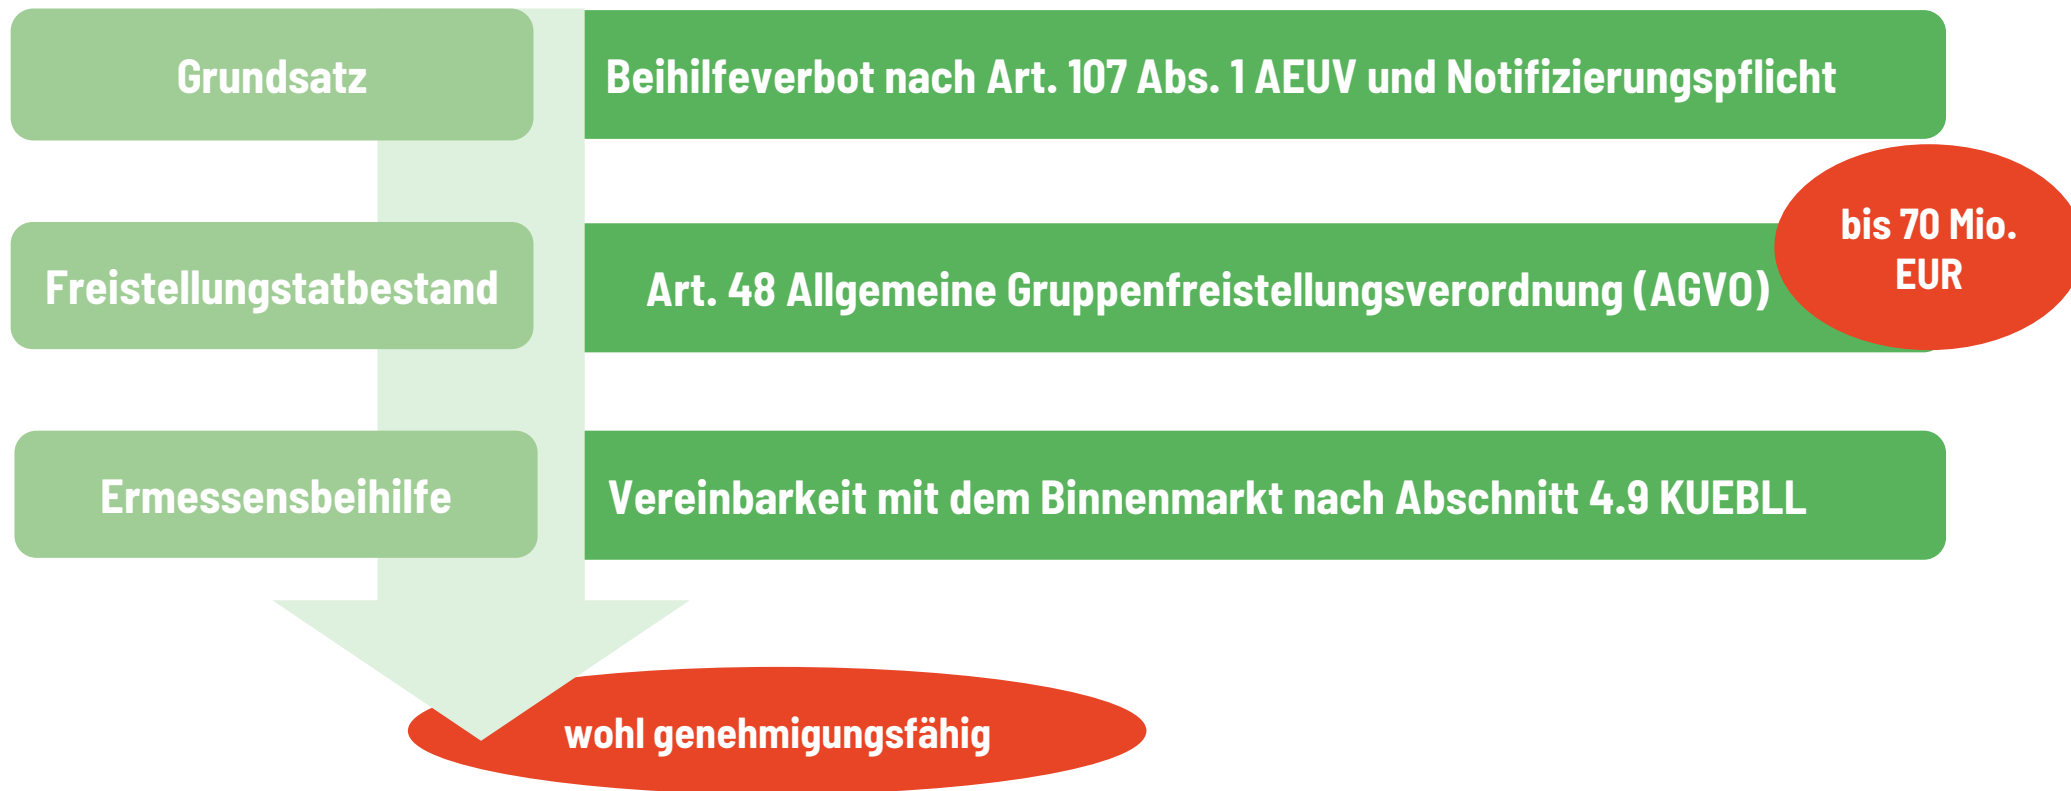 Grundsatz
Beihilfeverbot nach Art. 107 Abs. 1 AEUV und Notifizierungspflicht
bis 70 Mio.
EUR
Freistellungstatbestand
Art. 48 Allgemeine Gruppenfreistellungsverordnung (AGVO)
Ermessensbeihilfe
Vereinbarkeit mit dem Binnenmarkt nach Abschnitt 4.9 KUEBLL
wohl genehmigungsfähig